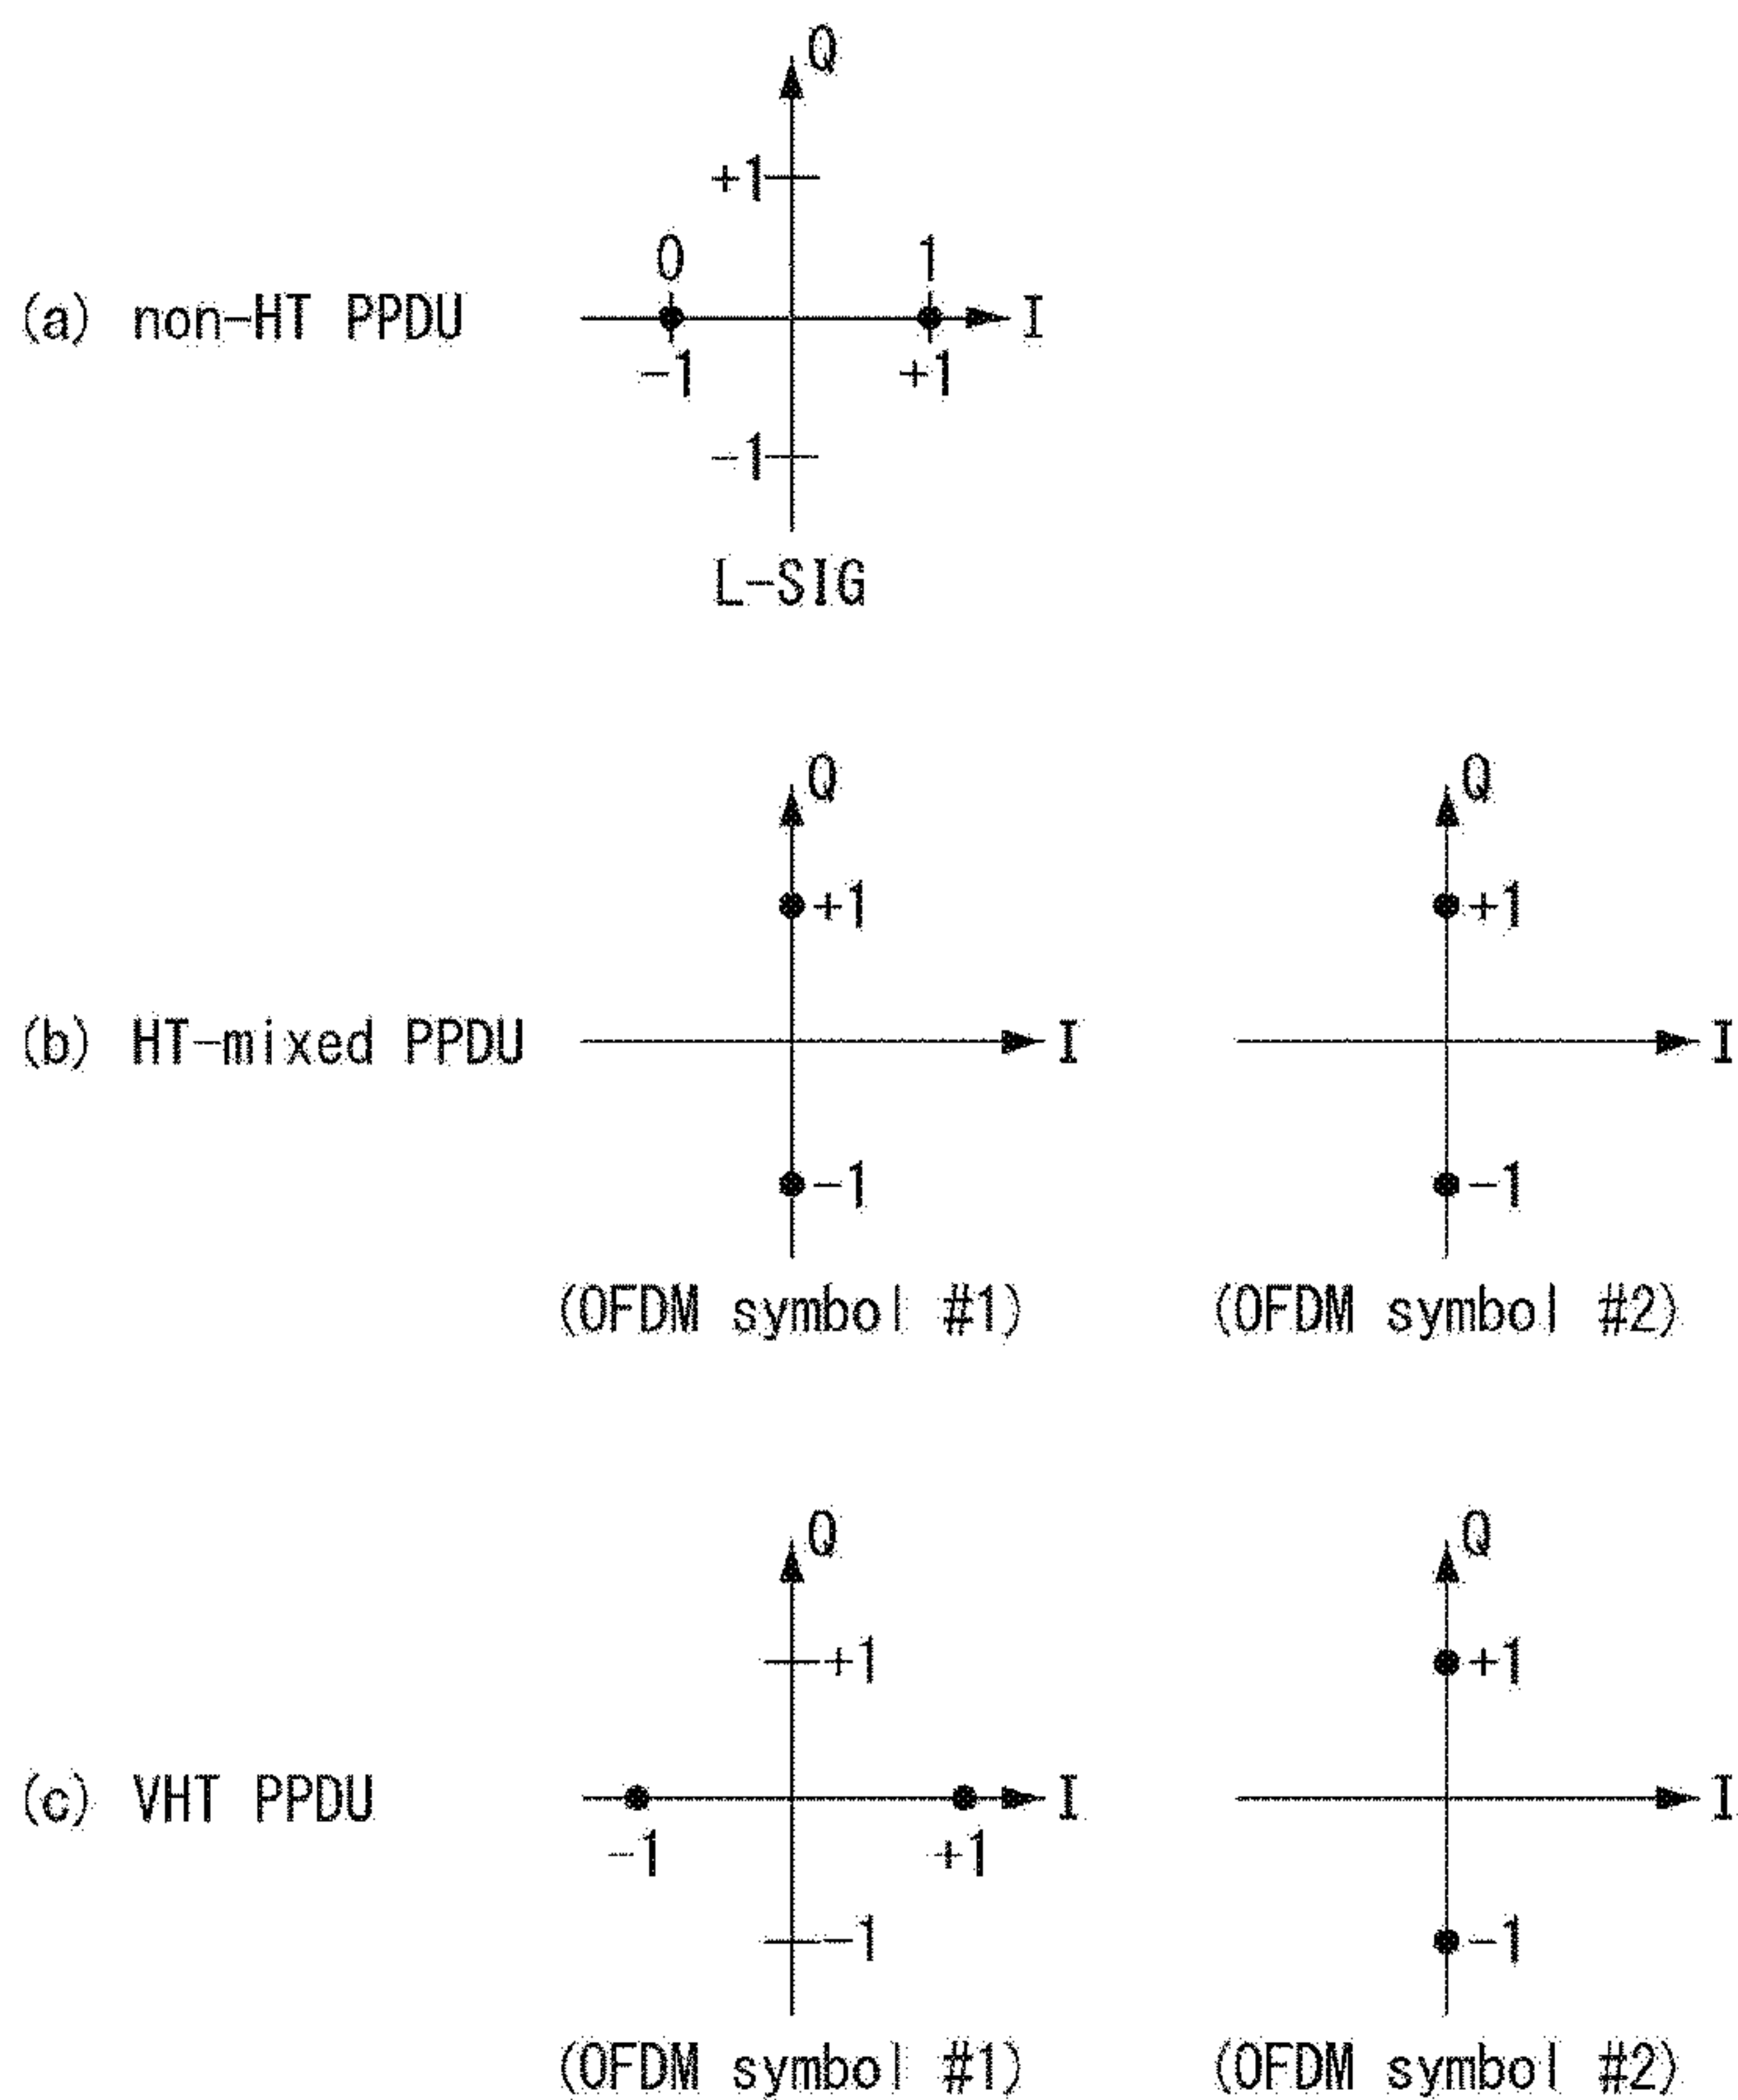 Q
+1
0 1
(a) non-HT PPDU I
-1 +1
-1
L-SIG
Q Q
+1 +1
(b) HT-mixed PPDU I I
-1 -1
(OFDM symbol #1) (OFDM symbol #2)
Q Q
+1 +1
(c) VHT PPDU I I
-1 +1
-1 -1
(OFDM symbol #1) (OFDM symbol #2)